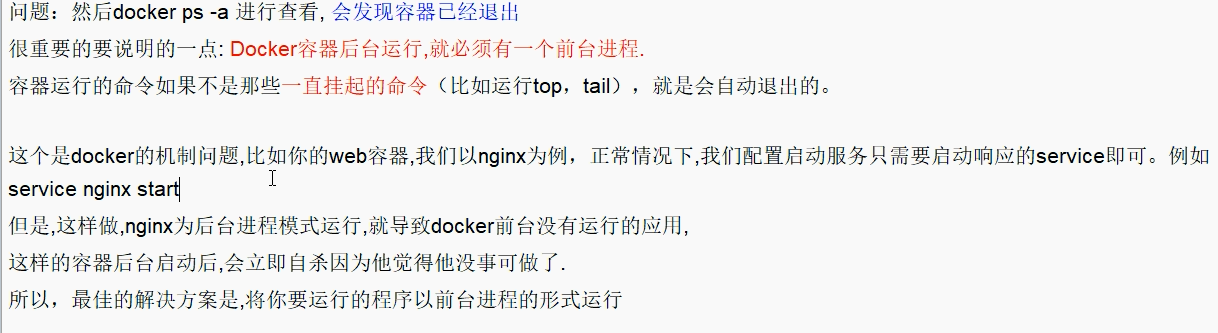 问题：然后docker ps -a 进行查看, 会发现容器已经退出
很重要的要说明的一点: Docker容器后台运行,就必须有一个前台进程.
容器运行的命令如果不是那些一直挂起的命令（比如运行top，tail），就是会自动退出的。
这个是docker的机制问题,比如你的web容器,我们以nginx为例，正常情况下,我们配置启动服务只需要启动响应的service即可。例如
service nginx start
但是,这样做,nginx为后台进程模式运行,就导致docker前台没有运行的应用,
这样的容器后台启动后,会立即自杀因为他觉得他没事可做了.
所以，最佳的解决方案是,将你要运行的程序以前台进程的形式运行